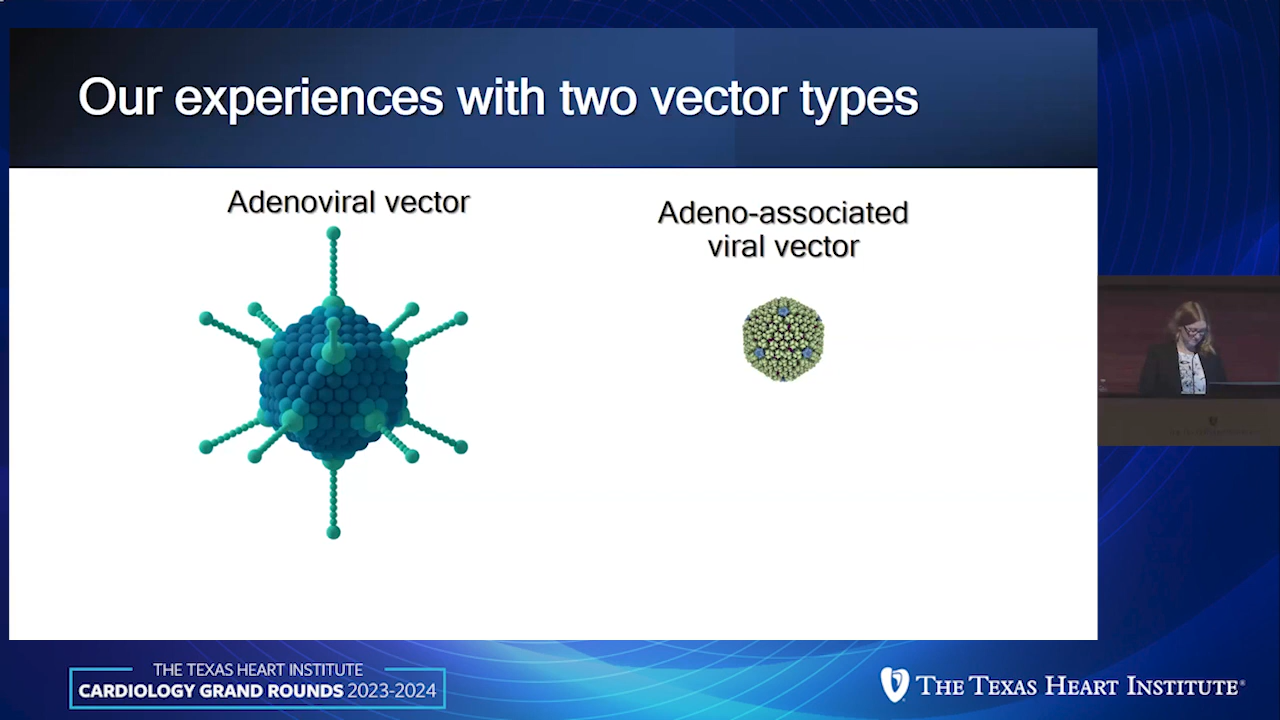 Our experiences with two vector types
Adenoviral vector
Adeno-associated
viral vector
THE TEXAS HEART INSTITUTE
CARDIOLOGY GRAND ROUNDS 2023-2024
THE TEXAS HEART INSTITUTE®